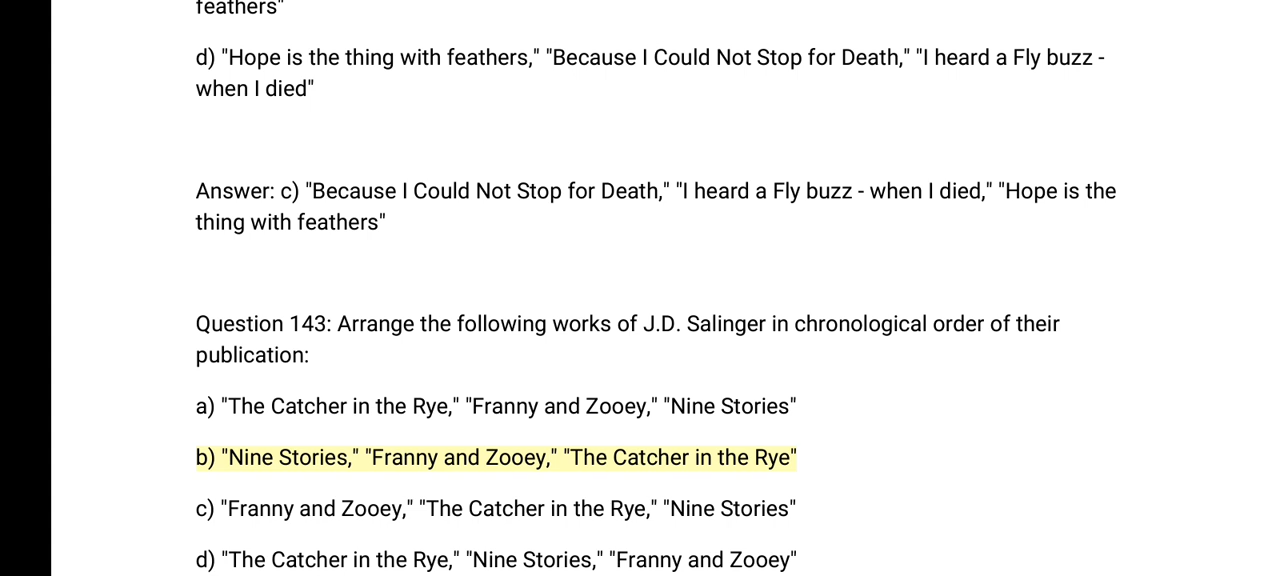 feathers"
d) "Hope is the thing with feathers," "Because I Could Not Stop for Death," "I heard a Fly buzz -
when I died"
Answer: c) "Because I Could Not Stop for Death," "I heard a Fly buzz - when I died," "Hope is the
thing with feathers"
Question 143: Arrange the following works of J.D. Salinger in chronological order of their
publication:
a) "The Catcher in the Rye," "Franny and Zooey," "Nine Stories"
b) "Nine Stories," "Franny and Zooey," "The Catcher in the Rye"
c) "Franny and Zooey," "The Catcher in the Rye," "Nine Stories"
d) "The Catcher in the Rye," "Nine Stories," "Franny and Zooey"